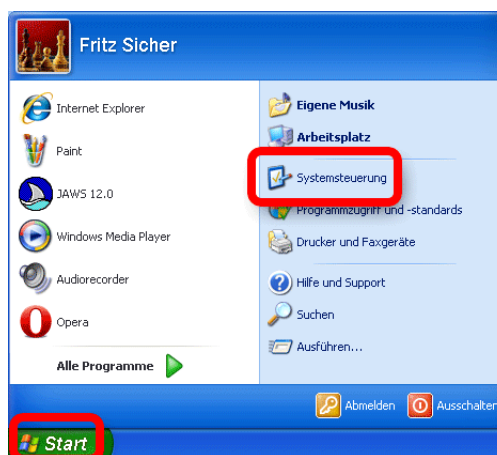 Fritz Sicher
Internet Explorer
Paint
JAWS 12.0
Windows Media Player
Audiorecorder
Opera
Alle Programme
Eigene Musik
Arbeitsplatz
Systemsteuerung
Programmzugriff und -standards
Drucker und Faxgeräte
Hilfe und Support
Suchen
Ausführen...
Abmelden
Ausschalten
Start